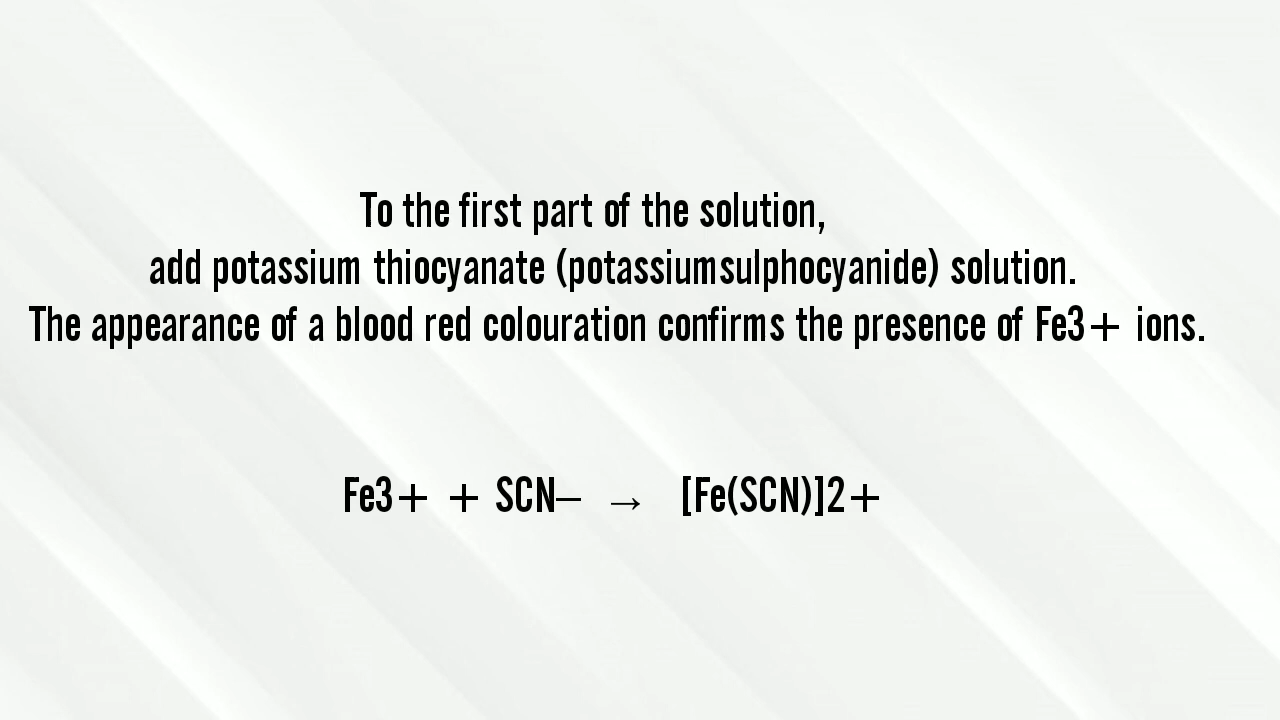 To the first part of the solution,
add potassium thiocyanate (potassiumsulphocyanide) solution.
The appearance of a blood red colouration confirms the presence of Fe3+ ions.
Fe3+ + SCN– → [Fe(SCN)]2+